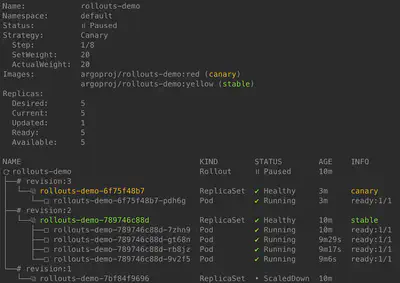 Name: rollouts-demo
Namespace: default
Status: ॥ Paused
Strategy: Canary
Step: 1/8
SetWeight: 20
ActualWeight: 20
Images: argoproj/rollouts-demo:red (canary)
argoproj/rollouts-demo:yellow (stable)
Replicas:
Desired: 5
Current: 5
Updated: 1
Ready: 5
Available: 5
NAME KIND STATUS AGE INFO
rollouts-demo Rollout ॥ Paused 10m
# revision:3
rollouts-demo-6f75f48b7 ReplicaSet ✔ Healthy 3m canary
rollouts-demo-6f75f48b7-pdh6g Pod ✔ Running 3m ready:1/1
# revision:2
rollouts-demo-789746c88d ReplicaSet ✔ Healthy 10m stable
rollouts-demo-789746c88d-7zhn9 Pod ✔ Running 10m ready:1/1
rollouts-demo-789746c88d-gt68n Pod ✔ Running 9m29s ready:1/1
rollouts-demo-789746c88d-rb8jz Pod ✔ Running 9m17s ready:1/1
rollouts-demo-789746c88d-9v2f5 Pod ✔ Running 9m6s ready:1/1
# revision:1
rollouts-demo-7bf84f9696 ReplicaSet • ScaledDown 10m